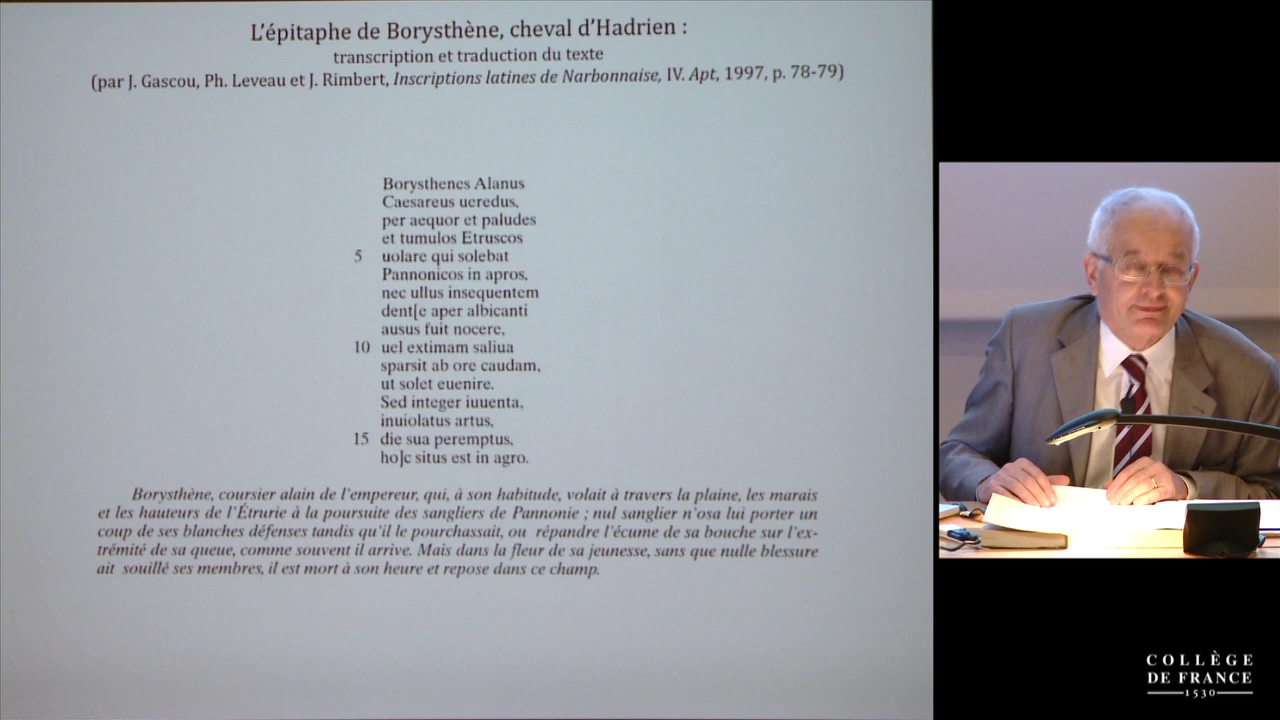 L'épitaphe de Borysthène, cheval d'Hadrien :
transcription et traduction du texte
(par J. Gascou, Ph. Leveau et J. Rimbert, Inscriptions latines de Narbonnaise, IV. Apt, 1997, p. 78-79)
Borysthenes Alanus
Caesareus ueredus,
per aequor et paludes
et tumulos Etruscos
5 uolare qui solebat
Pannonicos in apros,
nec ullus insequentem
dent[e aper albicanti
ausus fuit nocere,
10 uel extimam saliua
sparsit ab ore caudam,
ut solet euenire.
Sed integer iuuenta,
inuiolatus artus,
15 die sua peremptus,
ho]c situs est in agro.
Borysthène, coursier alain de l'empereur, qui, à son habitude, volait à travers la plaine, les marais
et les hauteurs de l'Étrurie à la poursuite des sangliers de Pannonie ; nul sanglier n'osa lui porter un
coup de ses blanches défenses tandis qu'il le pourchassait, ou répandre l'écume de sa bouche sur l'ex-
trémité de sa queue, comme souvent il arrive. Mais dans la fleur de sa jeunesse, sans que nulle blessure
ait souillé ses membres, il est mort à son heure et repose dans ce champ.
COLLÈGE
DE FRANCE
1530